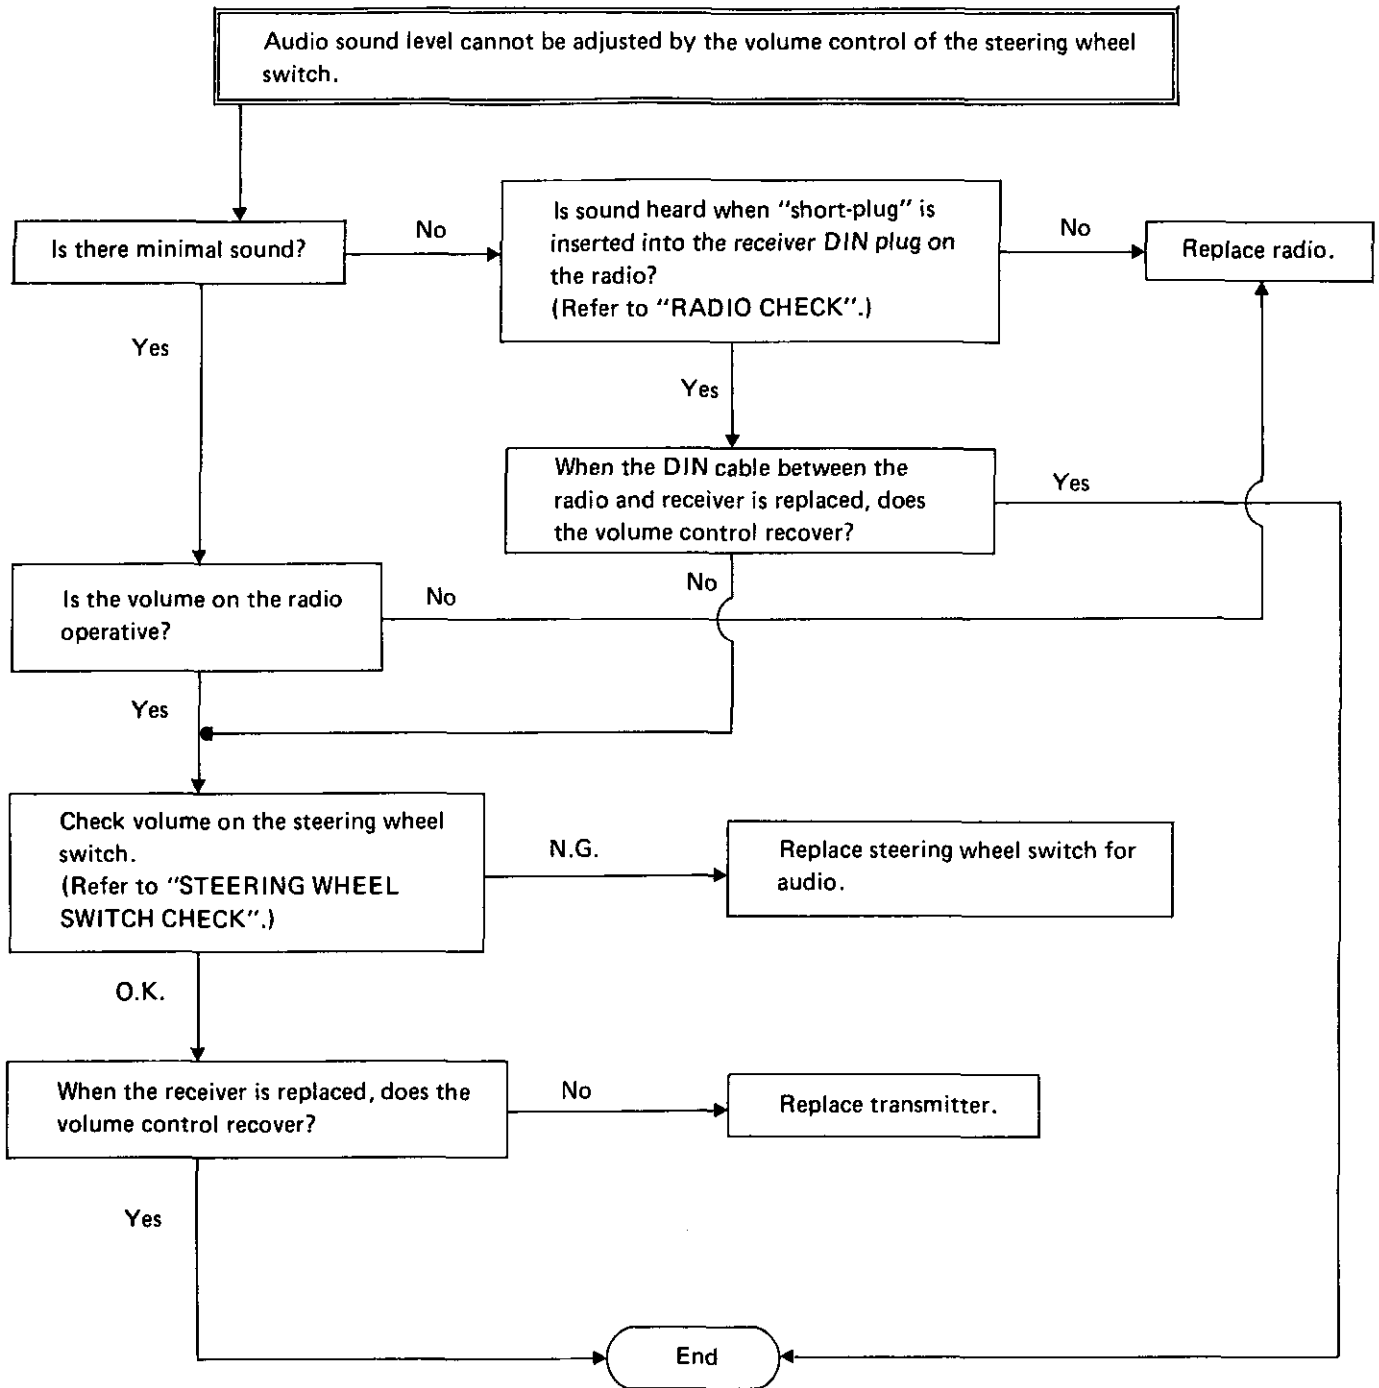 Audio sound level cannot be adjusted by the volume control of the steering wheel
switch.
Is there minimal sound?
No
Is sound heard when "short-plug" is
inserted into the receiver DIN plug on
the radio?
(Refer to "RADIO CHECK".)
No
Replace radio.
Yes
Yes
When the DIN cable between the
radio and receiver is replaced, does
the volume control recover?
Yes
No
Is the volume on the radio
operative?
No
Yes
Check volume on the steering wheel
switch.
(Refer to "STEERING WHEEL
SWITCH CHECK".)
N.G.
Replace steering wheel switch for
audio.
O.K.
When the receiver is replaced, does the
volume control recover?
No
Replace transmitter.
Yes
End